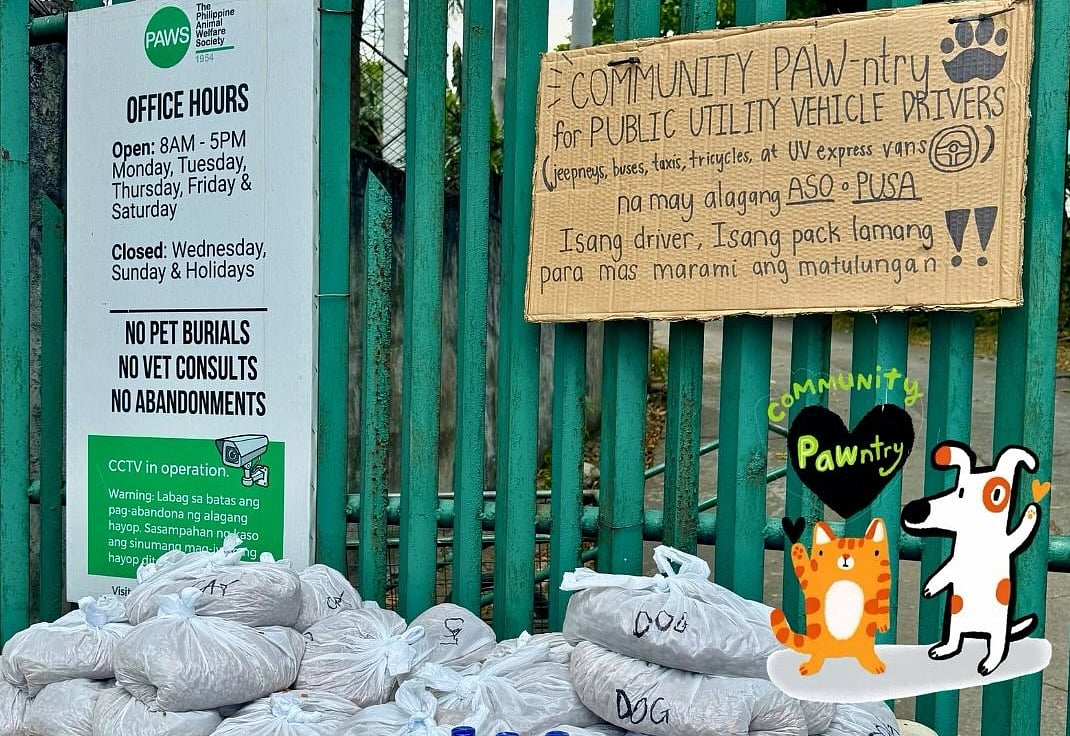 PAWS
The
Philippine
Animal
Welfare
Society
1954
OFFICE HOURS
Open: 8AM - 5PM
Monday, Tuesday,
Thursday, Friday &
Saturday
Closed: Wednesday,
Sunday & Holidays
NO PET BURIALS
NO VET CONSULTS
NO ABANDONMENTS
CCTV in operation.
Warning: Labag sa batas ang
pag-abandona ng alagang
hayop. Sasampahan ng kaso
ang sinumang
hayop
COMMUNITY PAW-ntry
for PUBLIC UTILITY VEHICLE DRIVERS
(jeepneys, buses, taxis, tricycles, at UV express vans)
na may alagang ASO o PUSA
Isang driver, Isang pack lamang
para mas marami ang matulungan !!
COMMUNITY
Pawntry
DOG
DOG